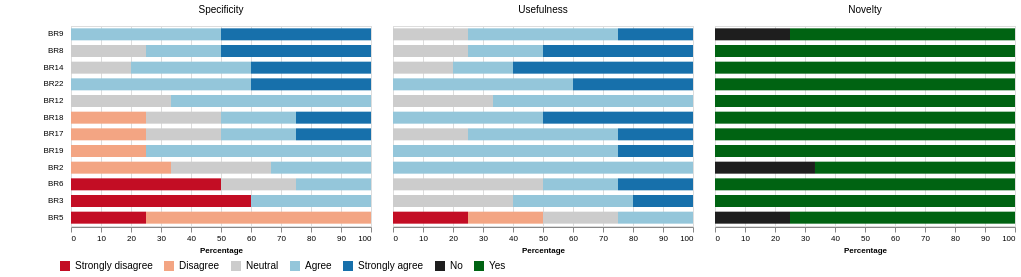 Specificity Usefulness Novelty
BR9
BR8
BR14
BR22
BR12
BR18
BR17
BR19
BR2
BR6
BR3
BR5
0 10 20 30 40 50 60 70 80 90 100 0 10 20 30 40 50 60 70 80 90 100 0 10 20 30 40 50 60 70 80 90 100
Percentage Percentage Percentage
Strongly disagree Disagree Neutral Agree Strongly agree No Yes